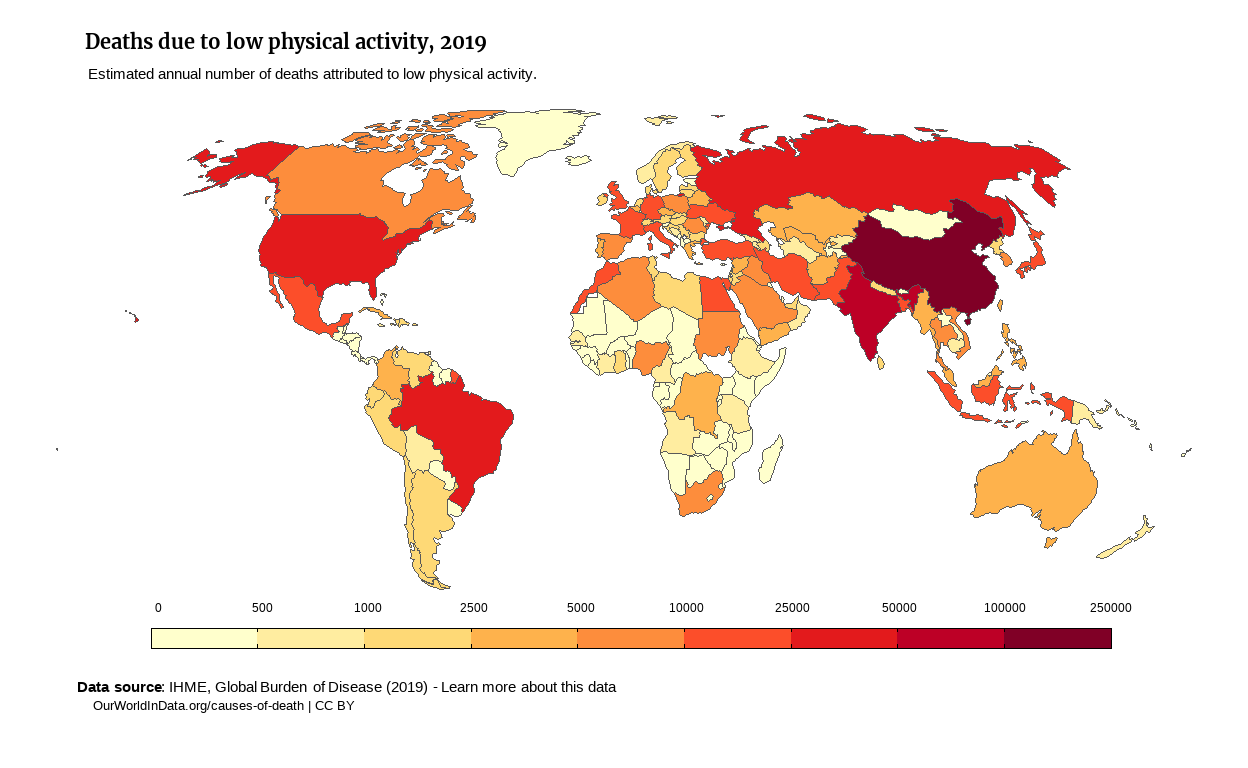 Deaths due to low physical activity, 2019
Estimated annual number of deaths attributed to low physical activity.
0 500 1000 2500 5000 10000 25000 50000 100000 250000
Data source: IHME, Global Burden of Disease (2019) - Learn more about this data
OurWorldInData.org/causes-of-death | CC BY